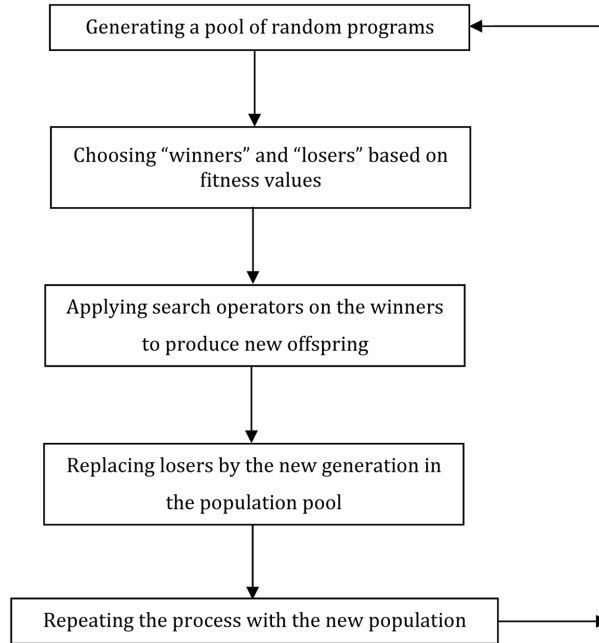 Generating a pool of random programs
Choosing “winners” and “losers” based on
fitness values
Applying search operators on the winners
to produce new offspring
Replacing losers by the new generation in
the population pool
Repeating the process with the new population